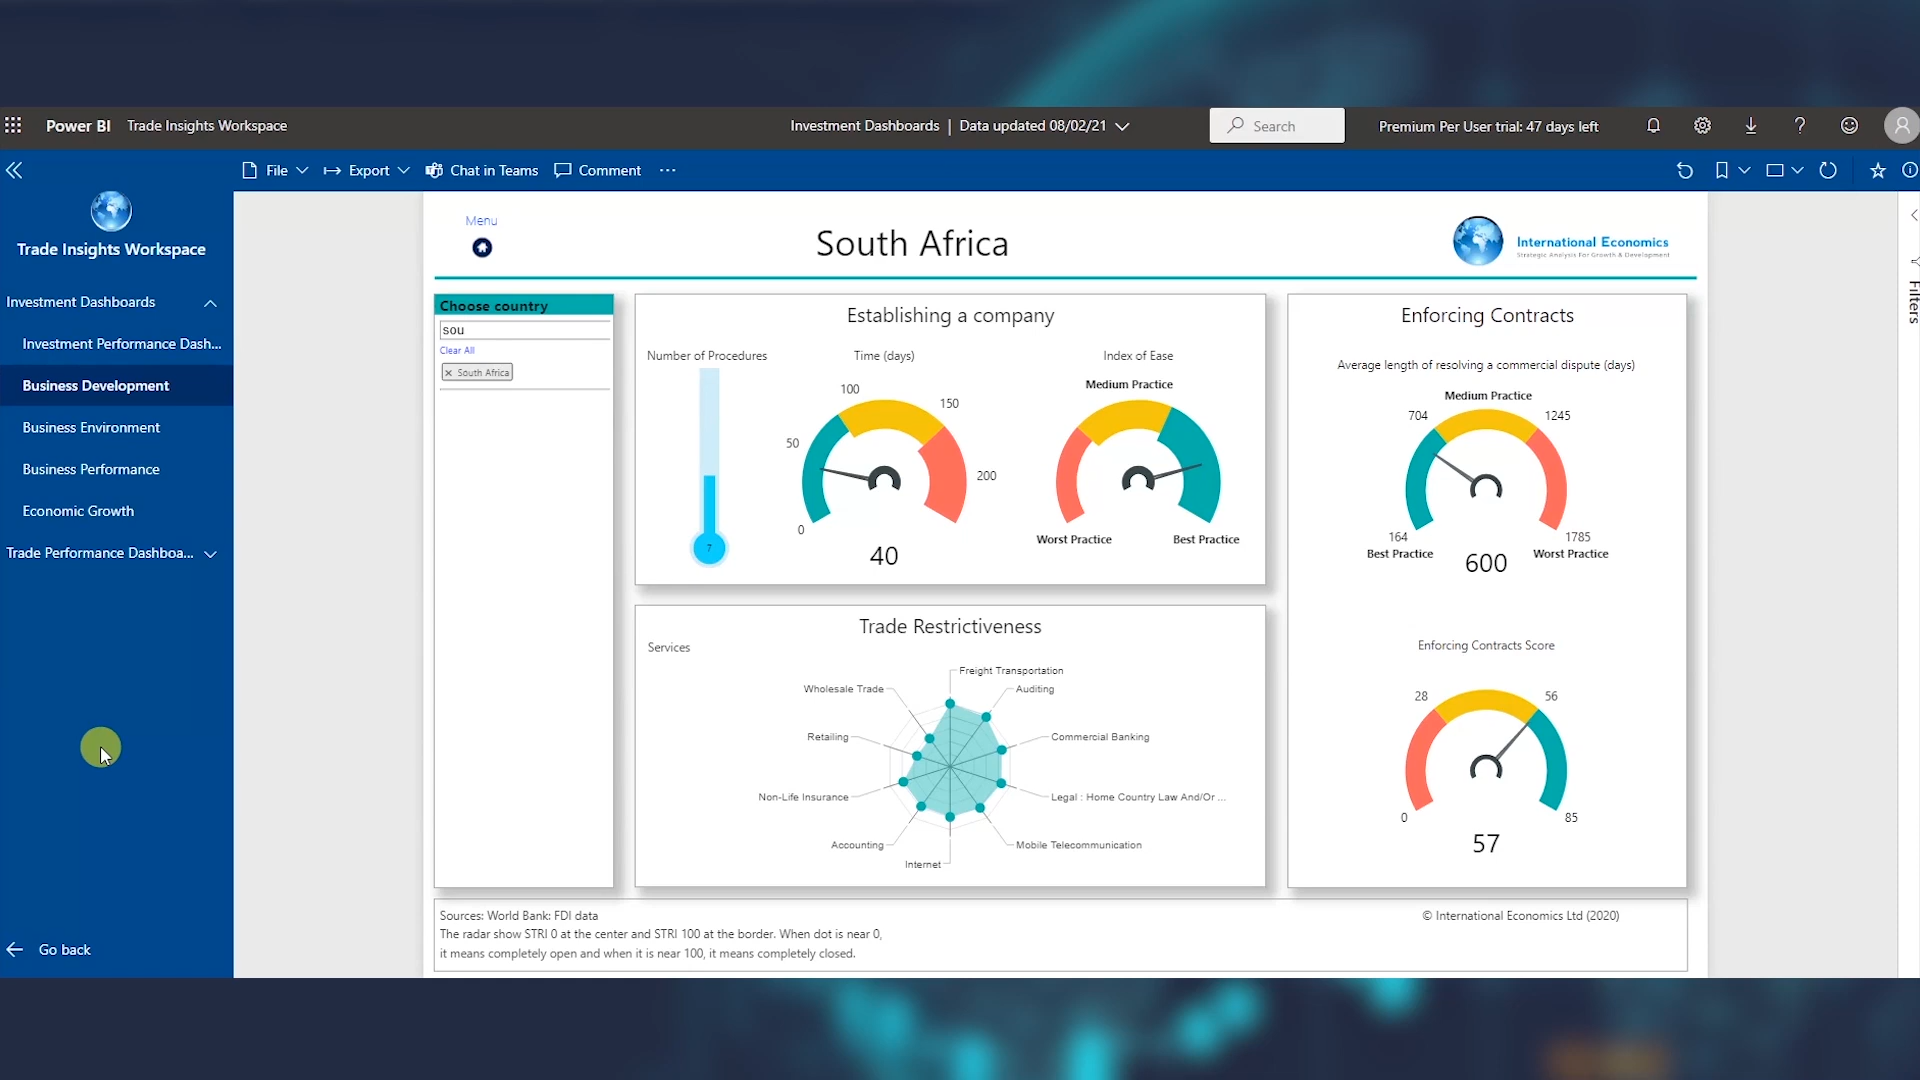 Power BI Trade Insights Workspace
Investment Dashboards | Data updated 08/02/21
Search
Premium Per User trial: 47 days left
?
File
Export
Chat in Teams
Comment
...
Trade Insights Workspace
Investment Dashboards
Investment Performance Dash...
Business Development
Business Environment
Business Performance
Economic Growth
Trade Performance Dashboa...
Go back
Menu
South Africa
International Economics
Strategic Analysis For Growth & Development
Filters
Choose country
sou
Clear All
× South Africa
Establishing a company
Number of Procedures
7
Time (days)
0
50
100
150
200
40
Index of Ease
Medium Practice
Worst Practice
Best Practice
Trade Restrictiveness
Services
Freight Transportation
Auditing
Commercial Banking
Legal : Home Country Law And/Or ...
Mobile Telecommunication
Internet
Accounting
Non-Life Insurance
Retailing
Wholesale Trade
Enforcing Contracts
Average length of resolving a commercial dispute (days)
Medium Practice
704
1245
164
1785
Best Practice
Worst Practice
600
Enforcing Contracts Score
28
56
0
85
57
Sources: World Bank: FDI data
The radar show STRI 0 at the center and STRI 100 at the border. When dot is near 0,
it means completely open and when it is near 100, it means completely closed.
© International Economics Ltd (2020)